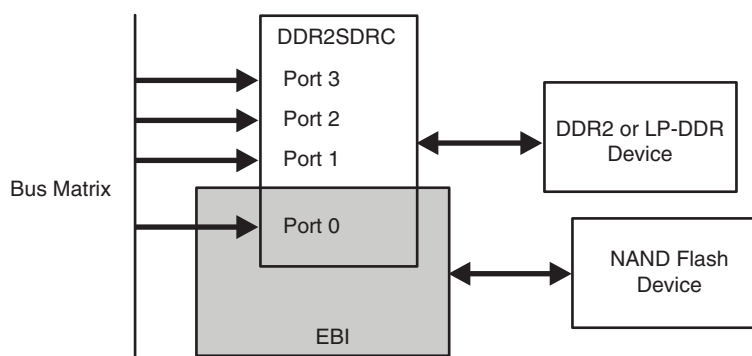 DDR2SDRC
Port 3
Port 2
Port 1
Port 0
Bus Matrix
EBI
DDR2 or LP-DDR
Device
NAND Flash
Device